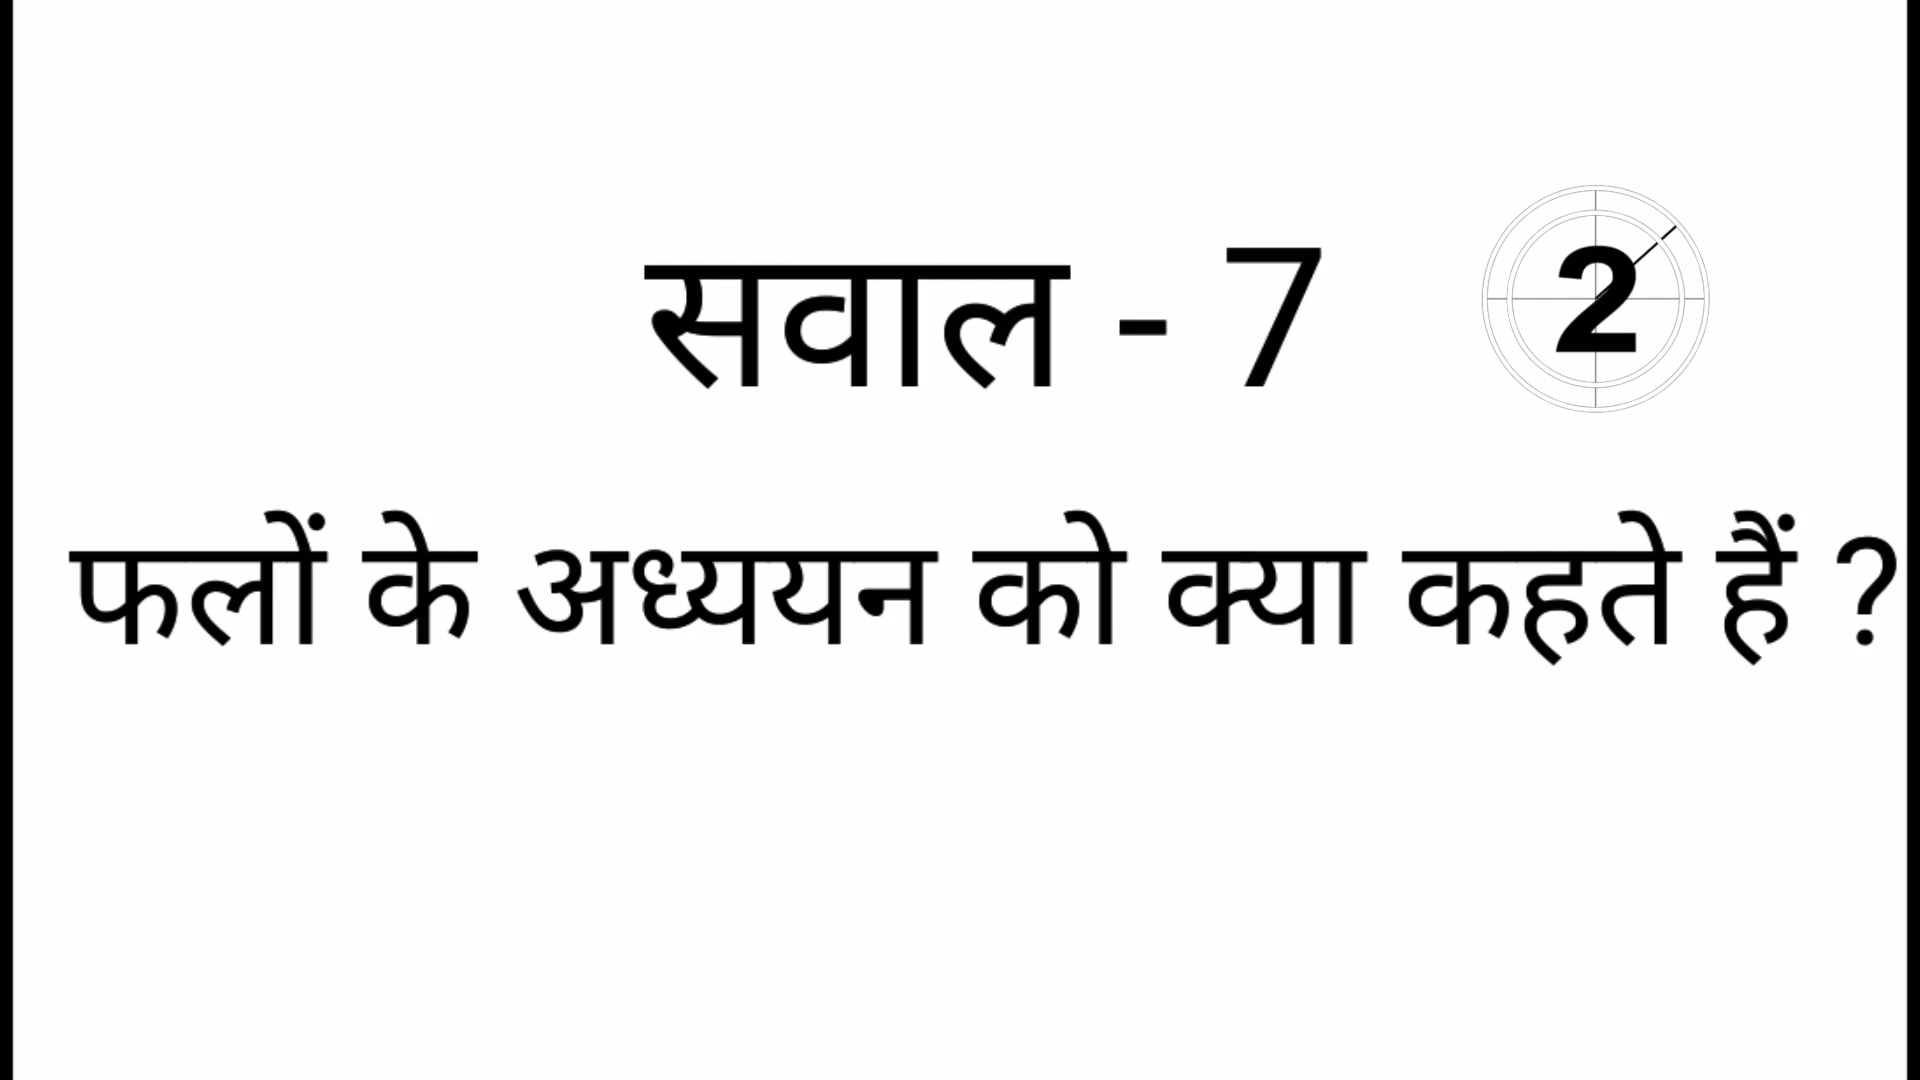 सवाल - 7
2
फलों के अध्ययन को क्या कहते हैं ?